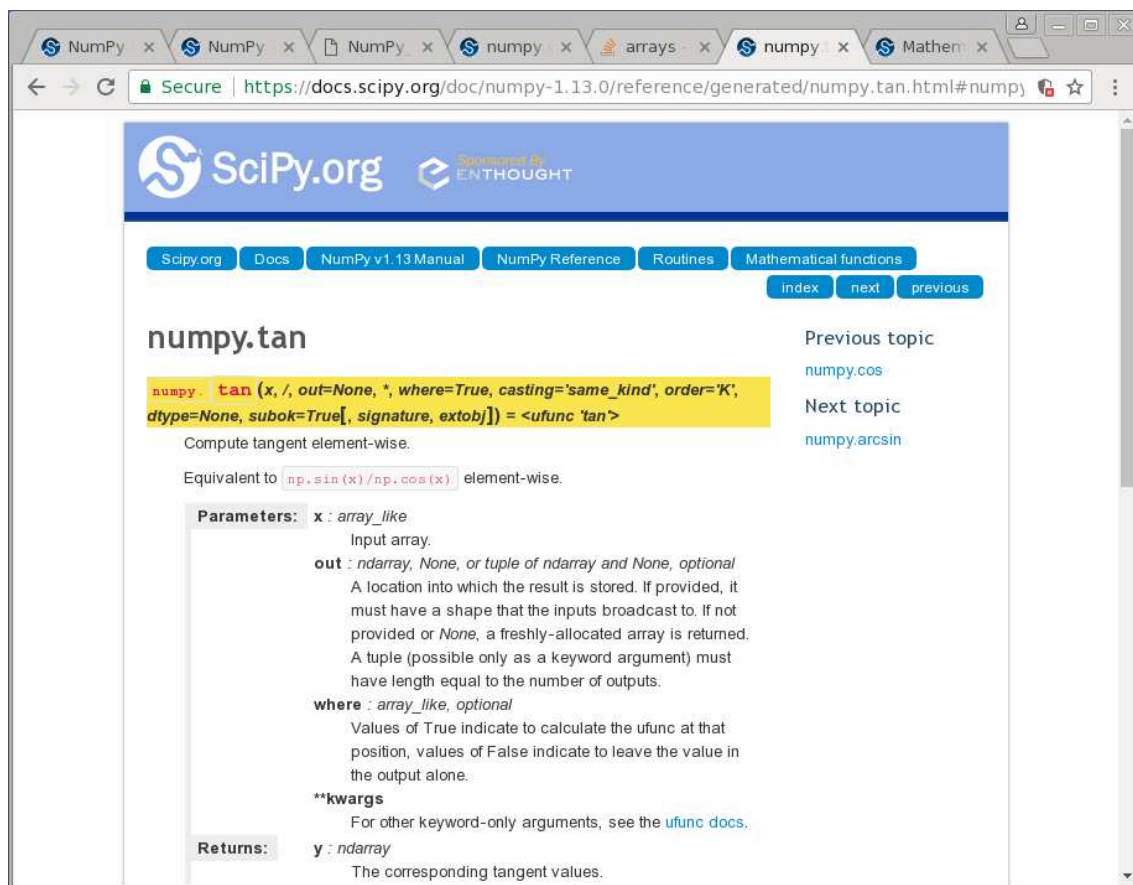 NumPy
NumPy
NumPy_
numpy
arrays -
numpy.t
Mathem
Secure | https://docs.scipy.org/doc/numpy-1.13.0/reference/generated/numpy.tan.html#numpy
SciPy.org Sponsored By
ENTHOUGHT
Scipy.org Docs NumPy v1.13 Manual NumPy Reference Routines Mathematical functions
index next previous
numpy.tan
numpy. tan (x, /, out=None, *, where=True, casting='same_kind', order='K',
dtype=None, subok=True[, signature, extobj]) = <ufunc 'tan'>
Compute tangent element-wise.
Equivalent to np.sin(x)/np.cos(x) element-wise.
Parameters: x : array_like
Input array.
out : ndarray, None, or tuple of ndarray and None, optional
A location into which the result is stored. If provided, it
must have a shape that the inputs broadcast to. If not
provided or None, a freshly-allocated array is returned.
A tuple (possible only as a keyword argument) must
have length equal to the number of outputs.
where : array_like, optional
Values of True indicate to calculate the ufunc at that
position, values of False indicate to leave the value in
the output alone.
**kwargs
For other keyword-only arguments, see the ufunc docs.
Returns: y : ndarray
The corresponding tangent values.
Previous topic
numpy.cos
Next topic
numpy.arcsin